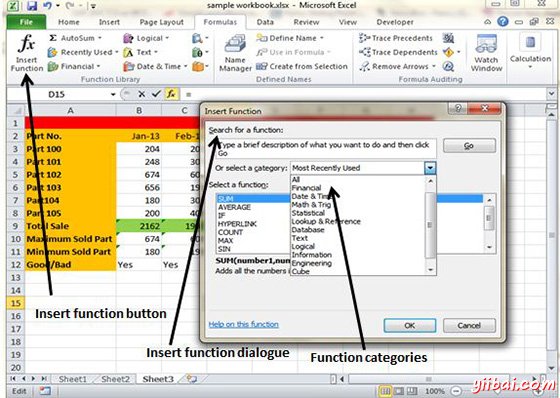 sample workbook.xlsx - Microsoft Excel
File Home Insert Page Layout Formulas Data Review View
fx Insert Function
Σ AutoSum
Recently Used
Financial
Logical
Text
Date & Time
Function Library
Name Manager
Define Name
Use in Formula
Create from Selection
Defined Names
Trace Precedents
Trace Dependents
Remove Arrows
Formula Auditing
Watch Window
Calculation
D15 fx =
A B C
1
2 Part No. Jan-13 Feb-1
3 Part 100 204 20
4 Part 101 248 30
5 Part 102 674 60
6 Part 103 656 19
7 Part 104 180 39
8 Part105 200 40
9 Total Sale 2162 19
10 Maximum Sold Part 674 60
11 Minimum Sold Part 180 19
12 Good/Bad Yes Yes
13
14
15
16
17
18
19
20
Insert Function
Search for a function:
Type a brief description of what you want to do and then click Go
Go
Or select a category: Most Recently Used
All
Financial
Date & Time
Math & Trig
Statistical
Lookup & Reference
Database
Text
Logical
Information
Engineering
Cube
Select a function:
SUM
AVERAGE
IF
HYPERLINK
COUNT
MAX
SIN
SUM(number1,num
Adds all the numbers i
Help on this function
OK Cancel
Insert function button
Insert function dialogue
Function categories
Sheet1 Sheet2 Sheet3
Edit 100%
yiibai.com